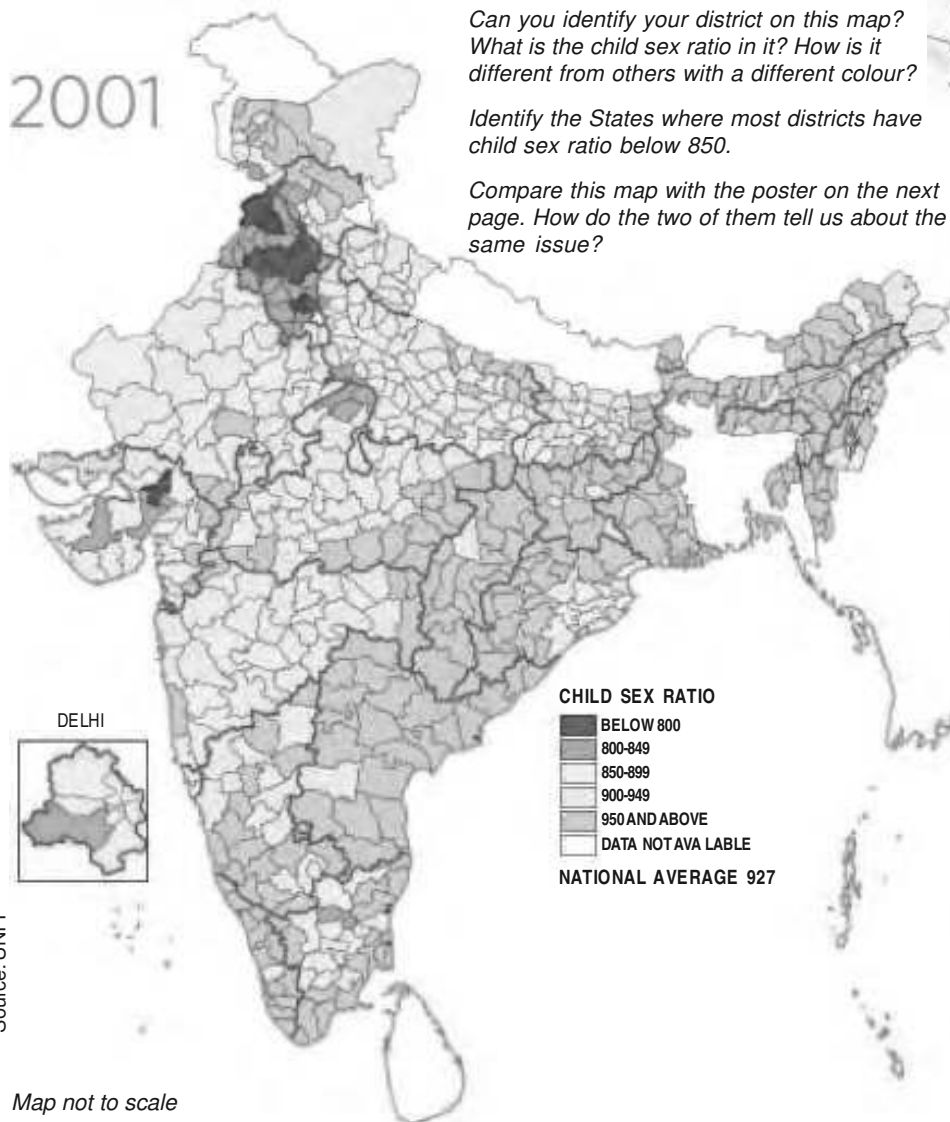 Can you identify your district on this map?
What is the child sex ratio in it? How is it
different from others with a different colour?
2001
Identify the States where most districts have
child sex ratio below 850.
Compare this map with the poster on the next
page. How do the two of them tell us about the
same issue?
CHILD SEX RATIO
BELOW 800
800-849
850-899
900-949
950 AND ABOVE
DATA NOT AVA LABLE
NATIONAL AVERAGE 927
DELHI
Source:
Map not to scale